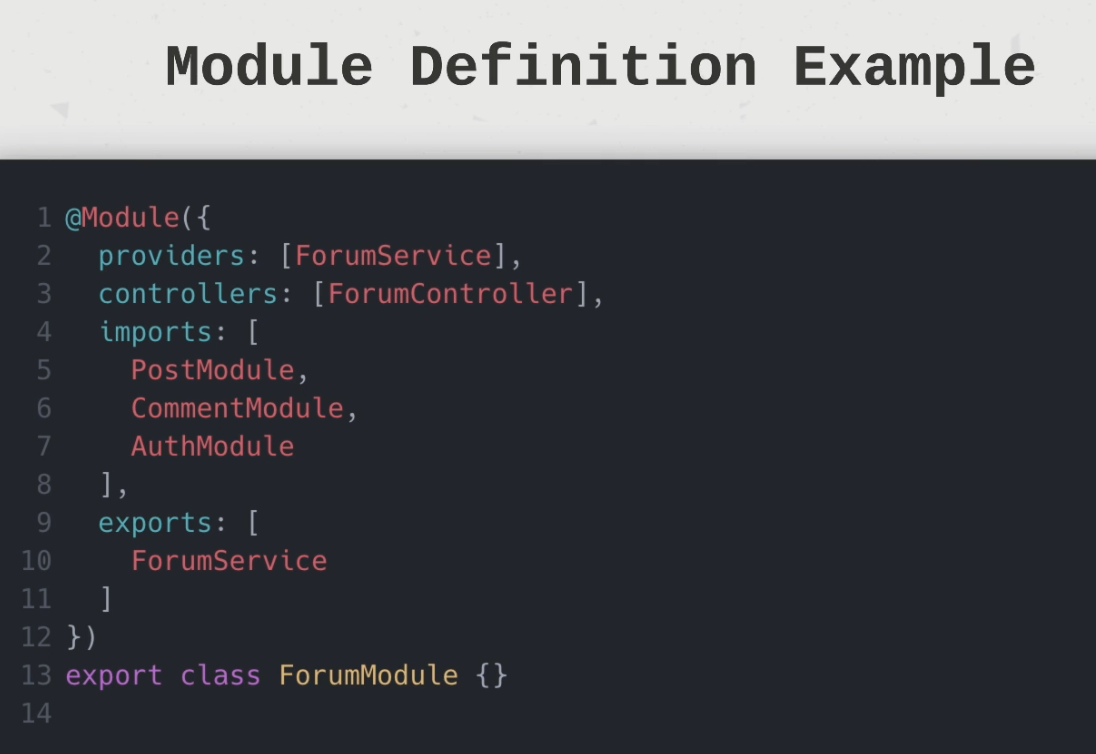 Module Definition Example
1 @Module({
2   providers: [ForumService],
3   controllers: [ForumController],
4   imports: [
5     PostModule,
6     CommentModule,
7     AuthModule
8   ],
9   exports: [
10     ForumService
11   ]
12 })
13 export class ForumModule {}
14